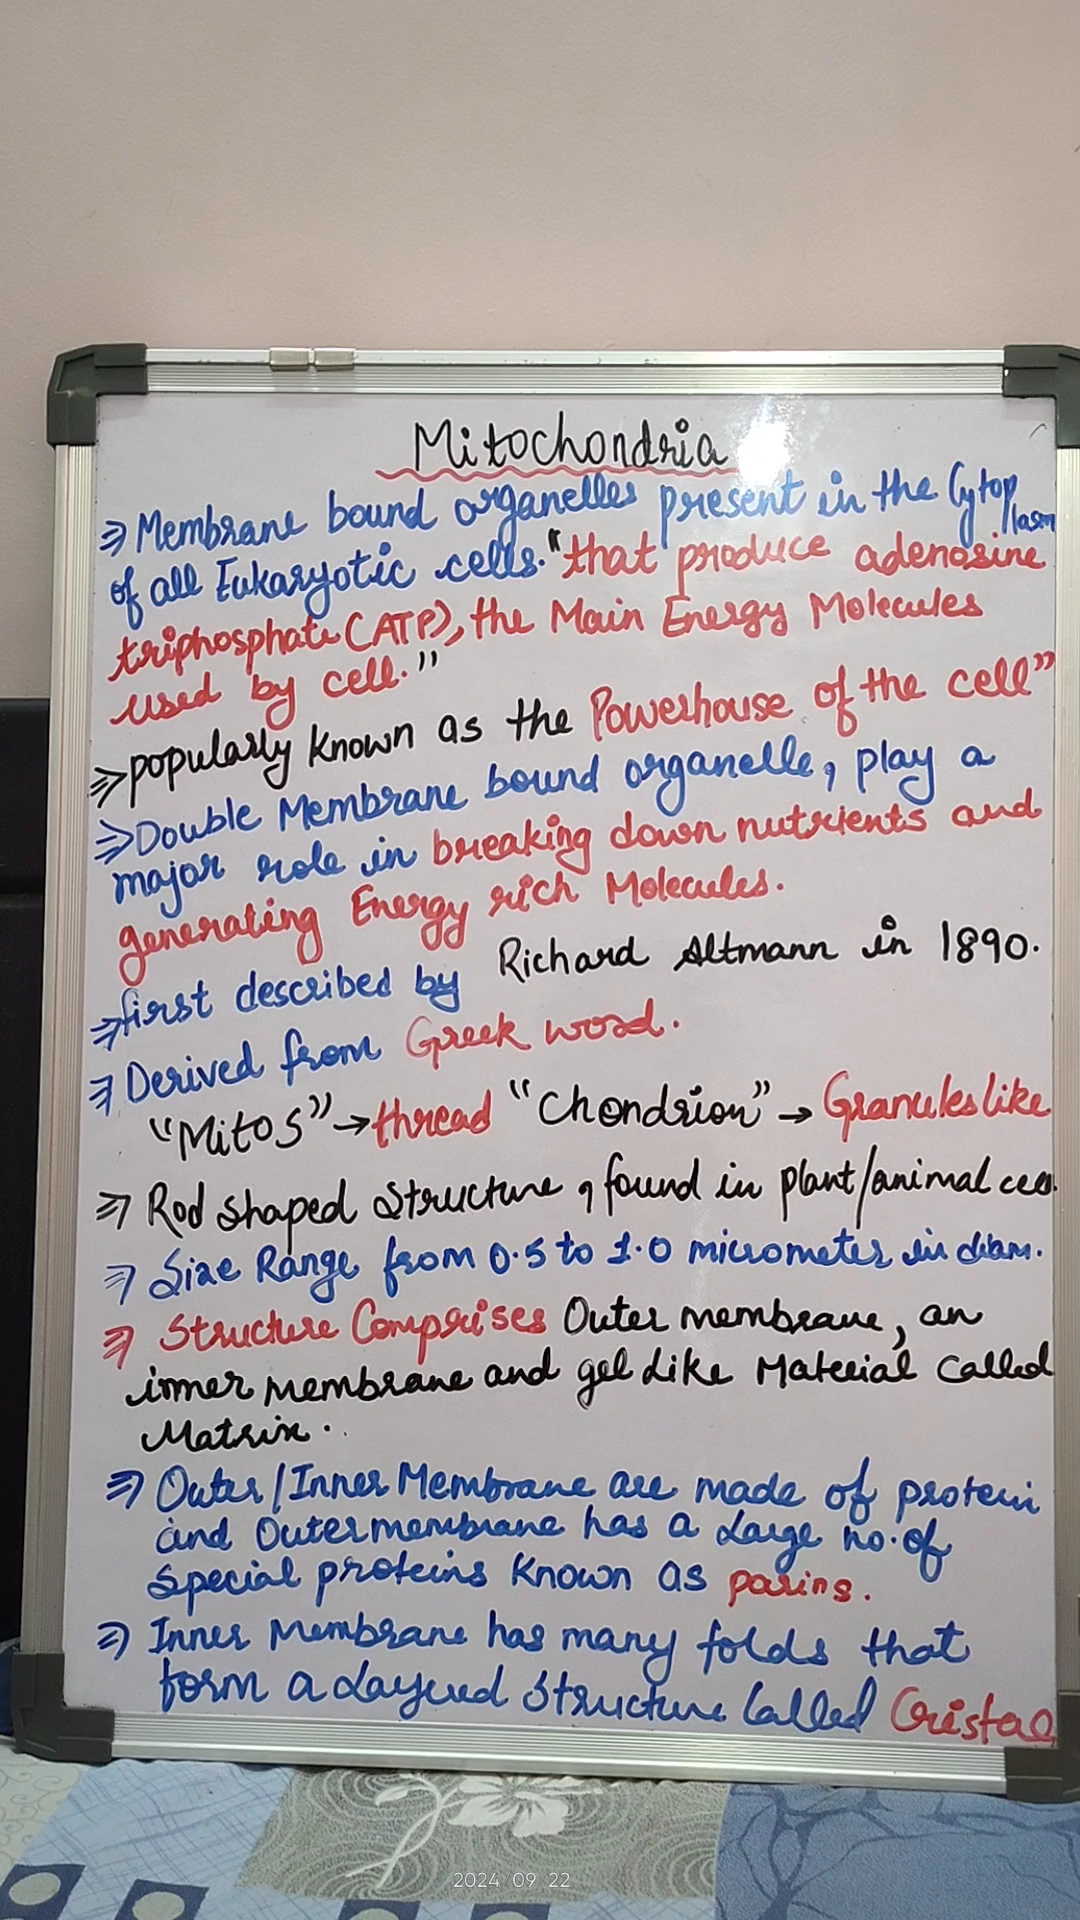 Mitochondria
⇒ Membrane bound organelles present in the Cytoplasm
of all Eukaryotic cells. "that produce adenosine
triphosphate (ATP), the Main Energy Molecules
used by cell."
⇒ popularly known as the Powerhouse of the cell"
⇒ Double Membrane bound organelle, play a
major role in breaking down nutrients and
generating Energy rich Molecules.
⇒ first described by Richard Altmann in 1890.
⇒ Derived from Greek word.
"Mitos" → thread "Chondrion" → Granules like
⇒ Rod shaped structure, found in plant/animal cell.
⇒ Size Range from 0.5 to 1.0 micrometer in diam.
⇒ Structure Comprises Outer membrane, an
inner membrane and gel like Material Called
Matrix.
⇒ Outer/Inner Membrane are made of protein
and Outer membrane has a large no. of
special proteins known as porins.
⇒ Inner Membrane has many folds that
form a layered structure Called Cristae
2024 09 22